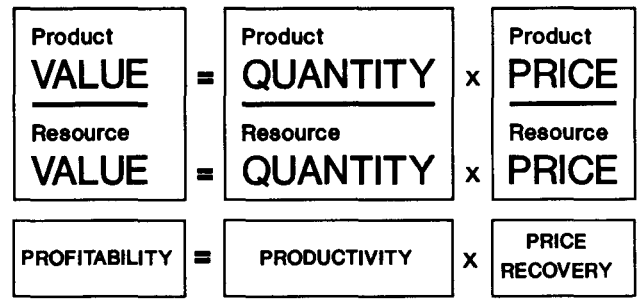 Product Product Product
VALUE = QUANTITY x PRICE
Resource Resource Resource
VALUE = QUANTITY x PRICE
PROFITABILITY = PRODUCTIVITY x PRICE RECOVERY